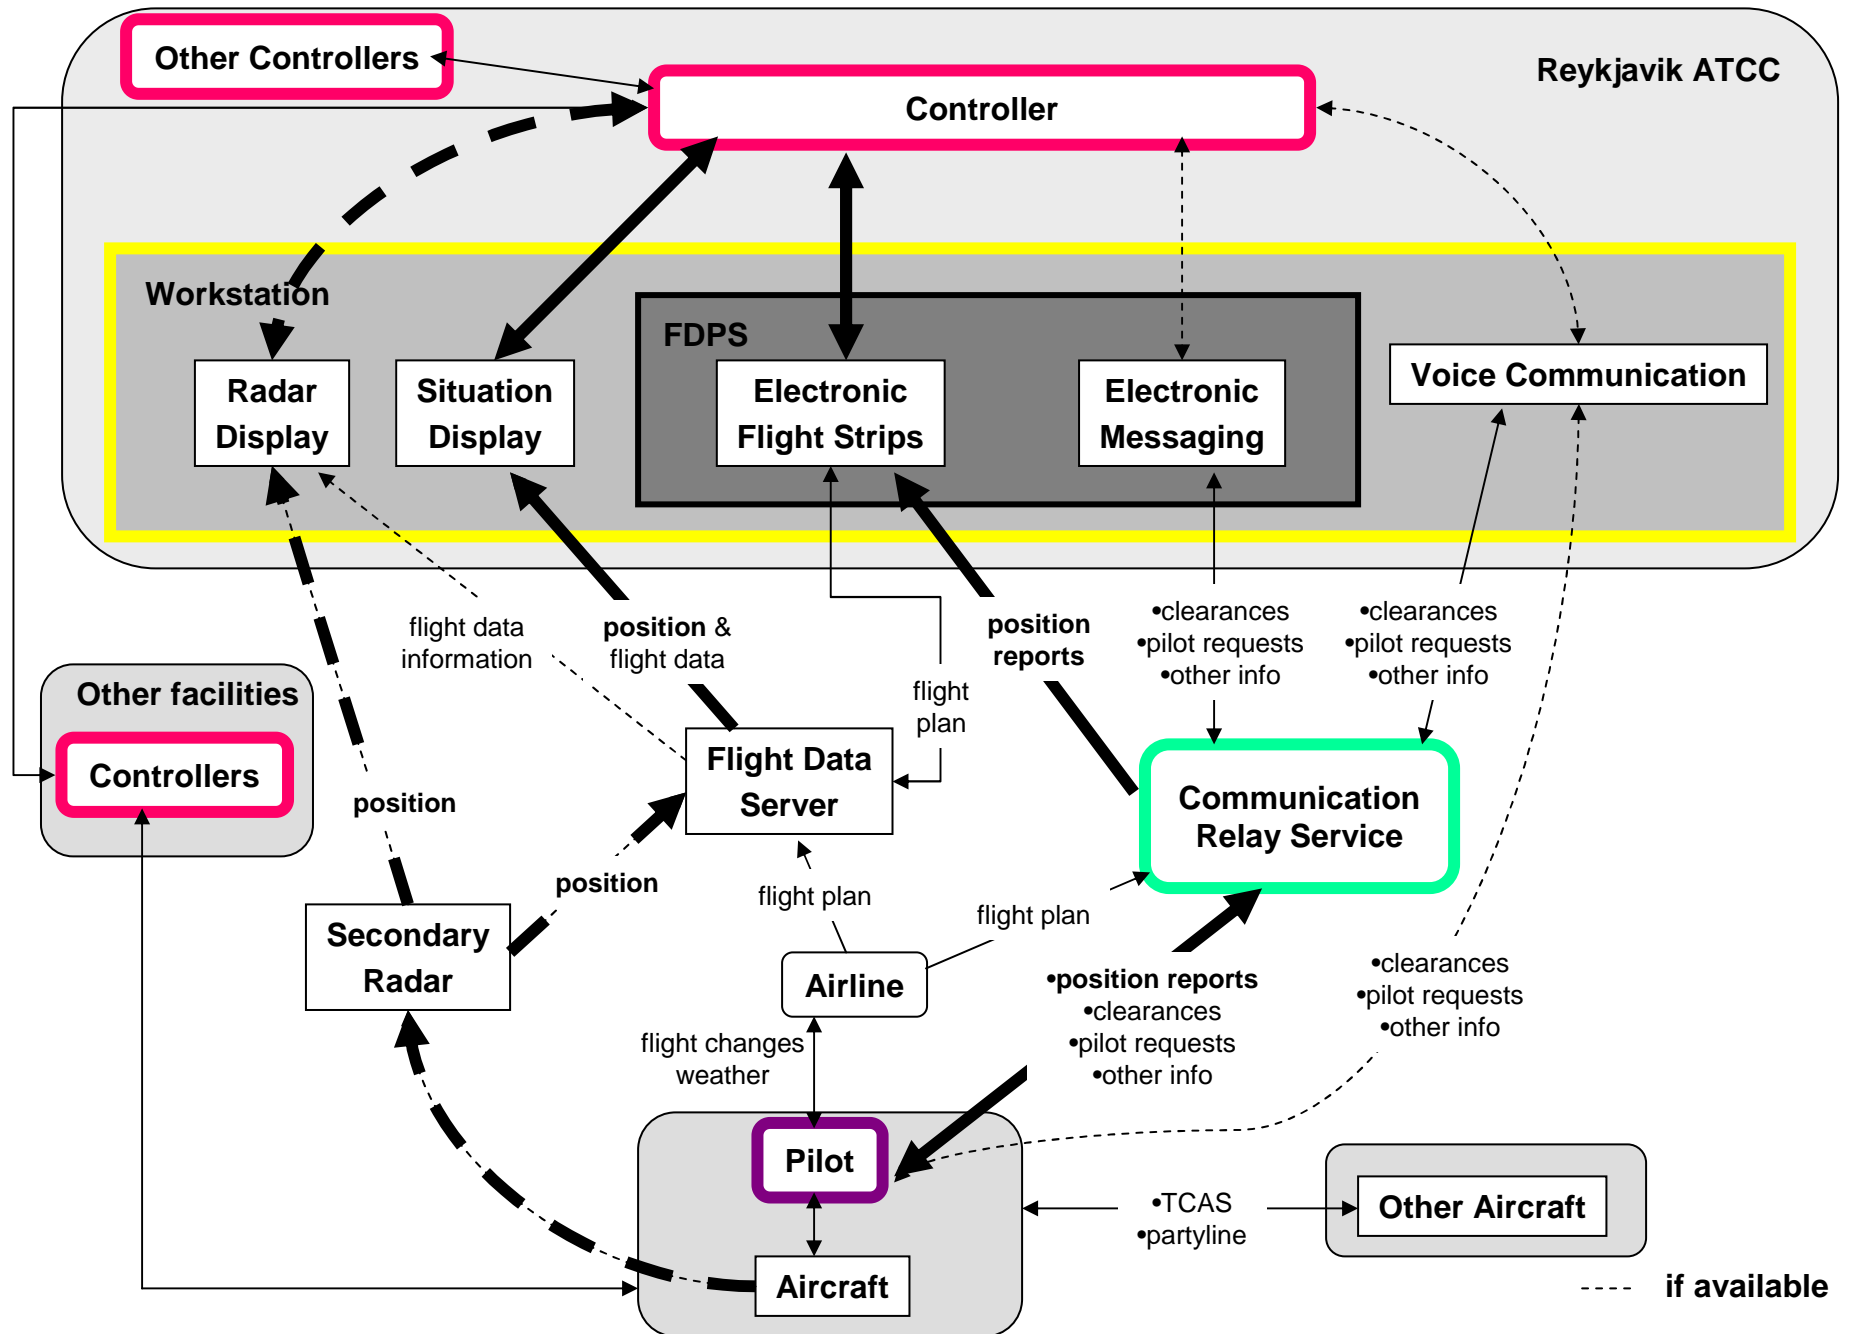 Other Controllers
Reykjavik ATCC
Controller
Workstation
FDPS
Radar
Display
Situation
Display
Electronic
Flight Strips
Electronic
Messaging
Voice Communication
flight data
information
position &
flight data
position
reports
•clearances
•pilot requests
•other info
•clearances
•pilot requests
•other info
flight
plan
Other facilities
Controllers
position
Flight Data
Server
Communication
Relay Service
position
flight plan
flight plan
Secondary
Radar
Airline
•position reports
•clearances
•pilot requests
•other info
•clearances
•pilot requests
•other info
flight changes
weather
Pilot
Aircraft
•TCAS
•partyline
Other Aircraft
if available